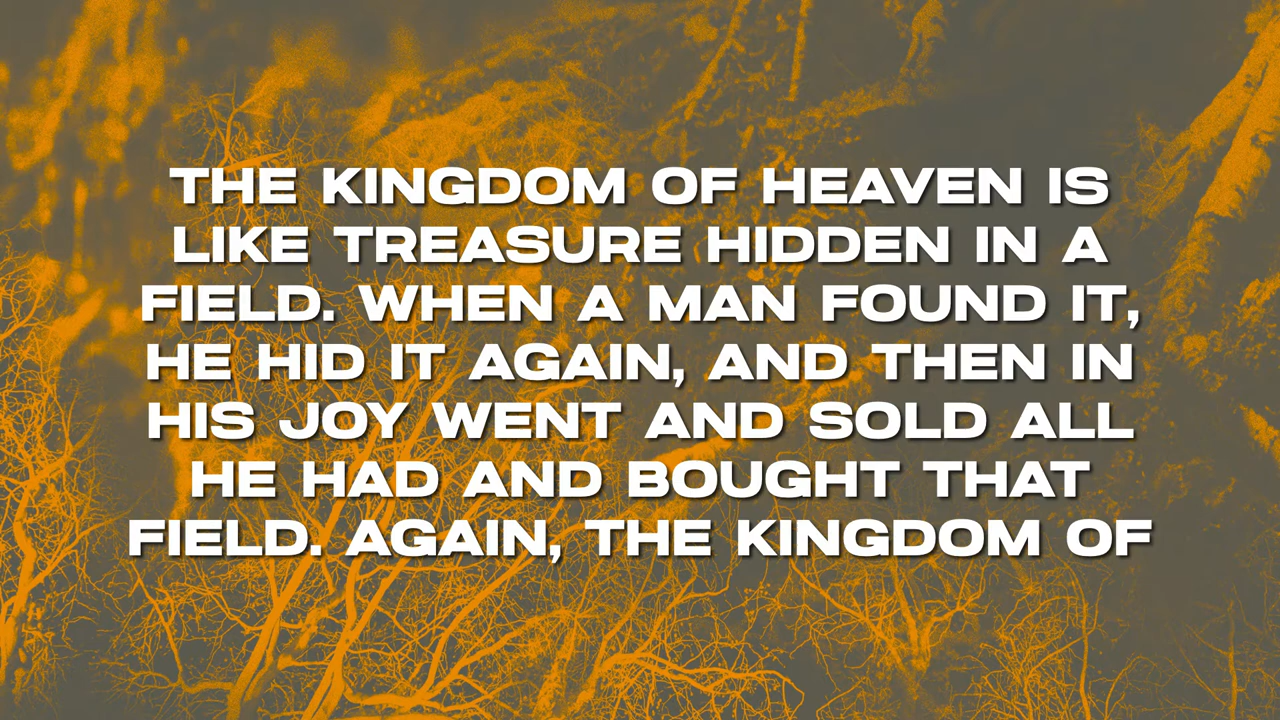 THE KINGDOM OF HEAVEN IS
LIKE TREASURE HIDDEN IN A
FIELD. WHEN A MAN FOUND IT,
HE HID IT AGAIN, AND THEN IN
HIS JOY WENT AND SOLD ALL
HE HAD AND BOUGHT THAT
FIELD. AGAIN, THE KINGDOM OF